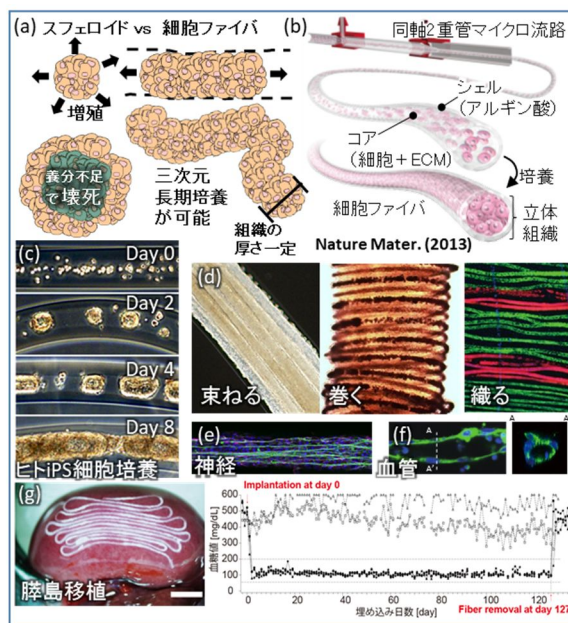 (a) スフェロイド vs 細胞ファイバ
増殖
義分不足
で壊死
三次元
長期培養
が可能
組織の
厚さ一定
(b)
同軸2重管マイクロ流路
シェル
(アルギン酸)
コア
(細胞+ECM)
培養
細胞ファイバ
立体
組織
Nature Mater. (2013)
(c) Day 0
Day 2
Day 4
Day 8
ヒトiPS細胞培養
(d)
束ねる
巻く
織る
(e)
神経
(f)
血管
A
A'
A
A'
(g)
膵島移植
Implantation at day 0
血糖値 [mg/dL]
600
500
400
300
200
100
0
0
20
40
60
80
100
120
埋め込み日数 [day]
Fiber removal at day 127